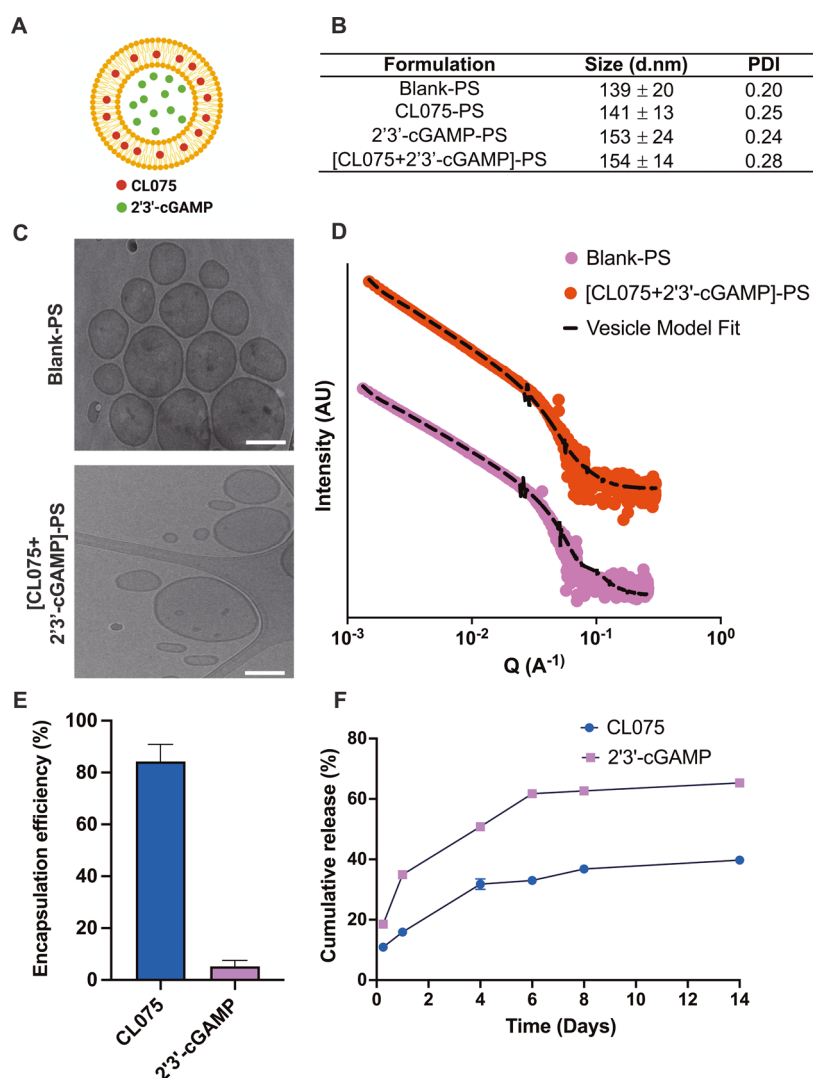 A
CL075
2'3'-cGAMP
B
Formulation Size (d.nm) PDI
Blank-PS 139 ± 20 0.20
CL075-PS 141 ± 13 0.25
2'3'-cGAMP-PS 153 ± 24 0.24
[CL075+2'3'-cGAMP]-PS 154 ± 14 0.28
C
Blank-PS
[CL075+
2'3'-cGAMP]-PS
D
Blank-PS
[CL075+2'3'-cGAMP]-PS
Vesicle Model Fit
Intensity (AU)
10⁻³ 10⁻² 10⁻¹ 10⁰
Q (A⁻¹)
E
Encapsulation efficiency (%)
100
80
60
40
20
0
CL075
2'3'-cGAMP
F
CL075
2'3'-cGAMP
Cumulative release (%)
80
60
40
20
0
0 2 4 6 8 10 12 14
Time (Days)